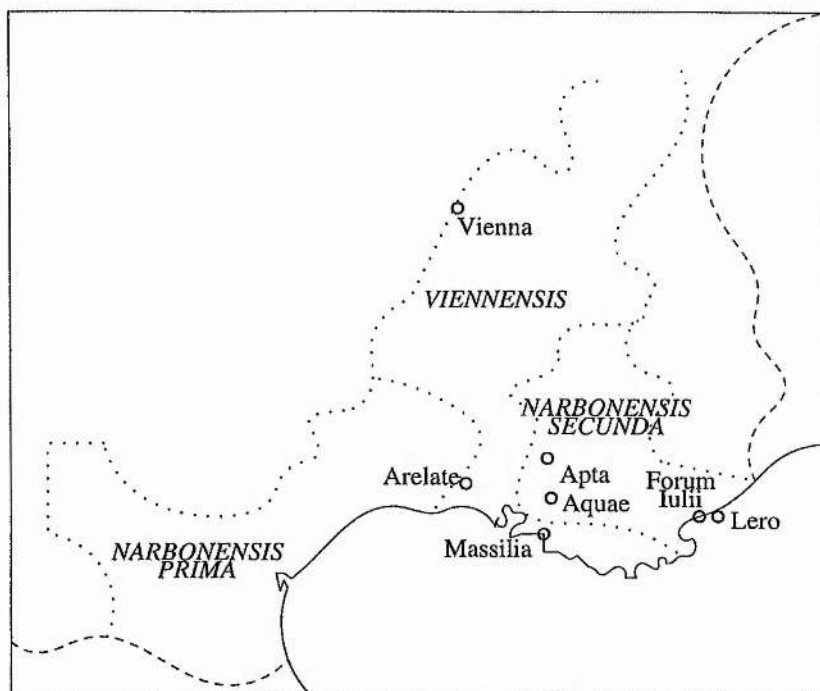 Vienna
VIENNENSIS
NARBONENSIS
SECUNDA
Arelate
Apta
Aquae
Forum
Iulii
Lero
Massilia
NARBONENSIS
PRIMA